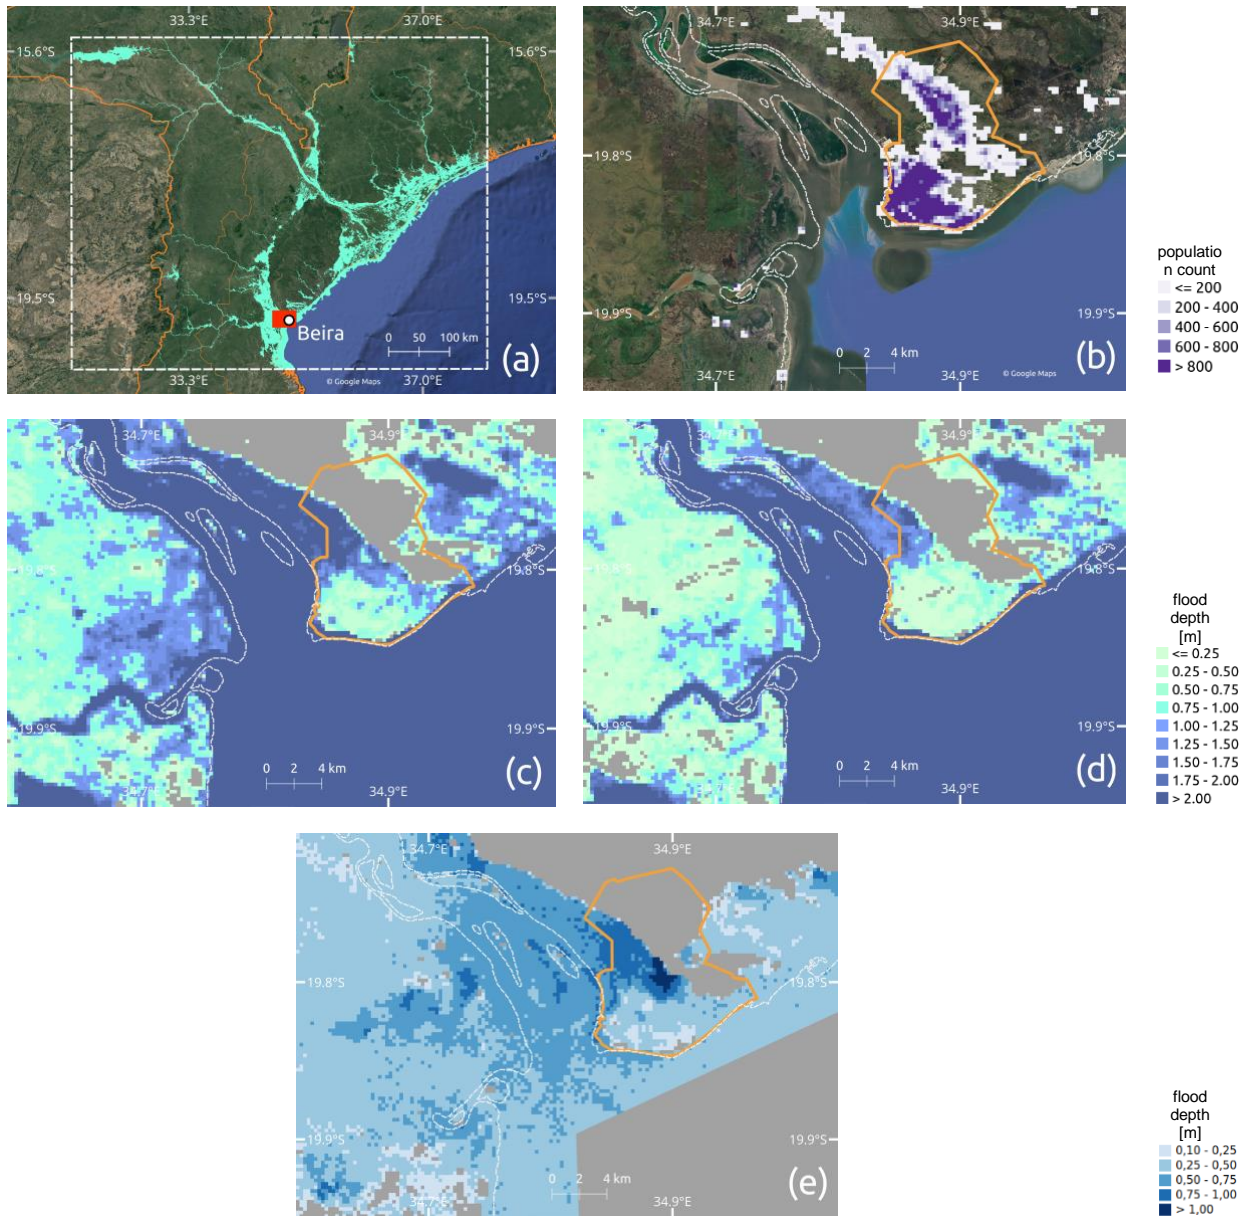 33.3°E 37.0°E
15.6°S 15.6°S
19.5°S 19.5°S
Beira
0 50 100 km
(a)
33.3°E © Google Maps 37.0°E
34.7°E 34.9°E
19.8°S 19.8°S
19.9°S 19.9°S
0 2 4 km
(b)
34.7°E 34.9°E © Google Maps
populatio
n count
<= 200
200 - 400
400 - 600
600 - 800
> 800
34.7°E 34.9°E
19.8°S 19.8°S
19.9°S 19.9°S
0 2 4 km
(c)
34.7°E 34.9°E
34.7°E 34.9°E
19.8°S 19.8°S
19.9°S 19.9°S
0 2 4 km
(d)
34.7°E 34.9°E
flood
depth
[m]
<= 0.25
0.25 - 0.50
0.50 - 0.75
0.75 - 1.00
1.00 - 1.25
1.25 - 1.50
1.50 - 1.75
1.75 - 2.00
> 2.00
34.7°E 34.9°E
19.8°S 19.8°S
19.9°S 19.9°S
0 2 4 km
(e)
34.7°E 34.9°E
flood
depth
[m]
0,10 - 0,25
0,25 - 0,50
0,50 - 0,75
0,75 - 1,00
> 1,00